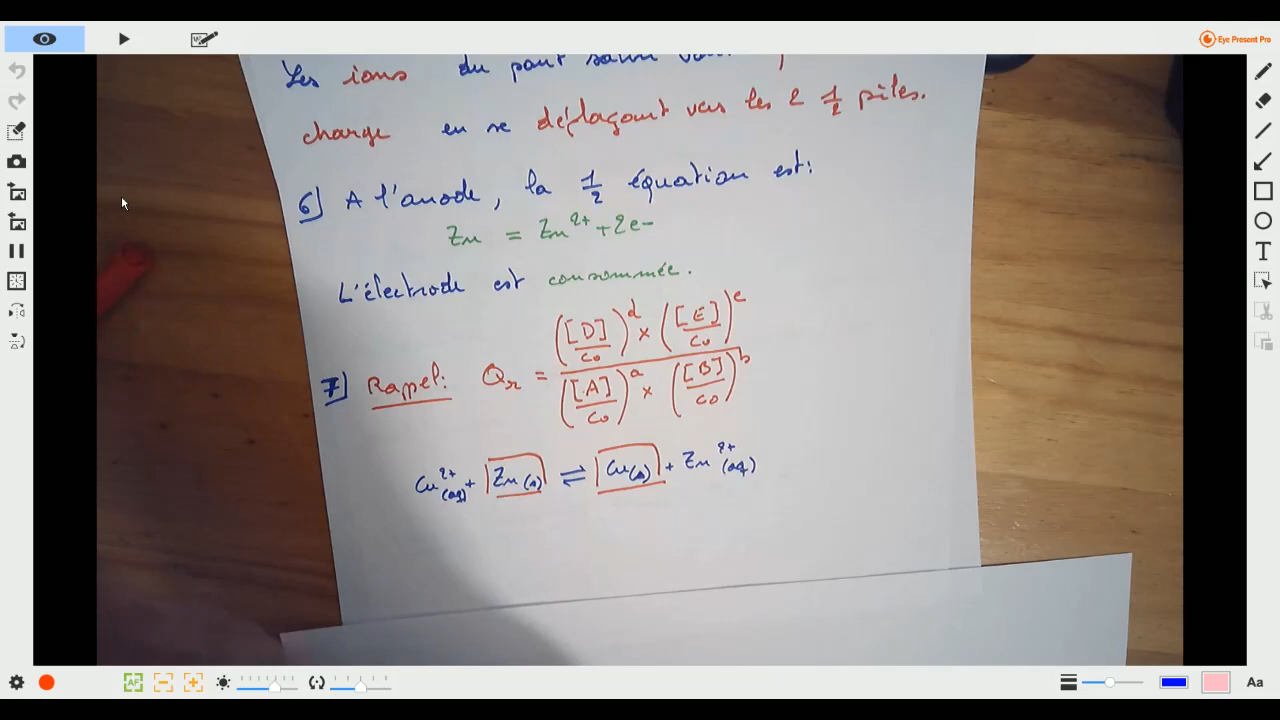 Eye Present Pro
Les ions du pont salin
charge en se déplaçant vers les 2 1/2 piles.
6) A l'anode, la 1/2 équation est:
Zn = Zn²⁺ + 2e-
L'électrode est consommée.
7) Rappel: Qr = (([D]/c0)^d × ([E]/c0)^e) / (([A]/c0)^a × ([B]/c0)^b)
Cu²⁺(aq) + Zn(s) ⇌ Cu(s) + Zn²⁺(aq)
AF
Aa